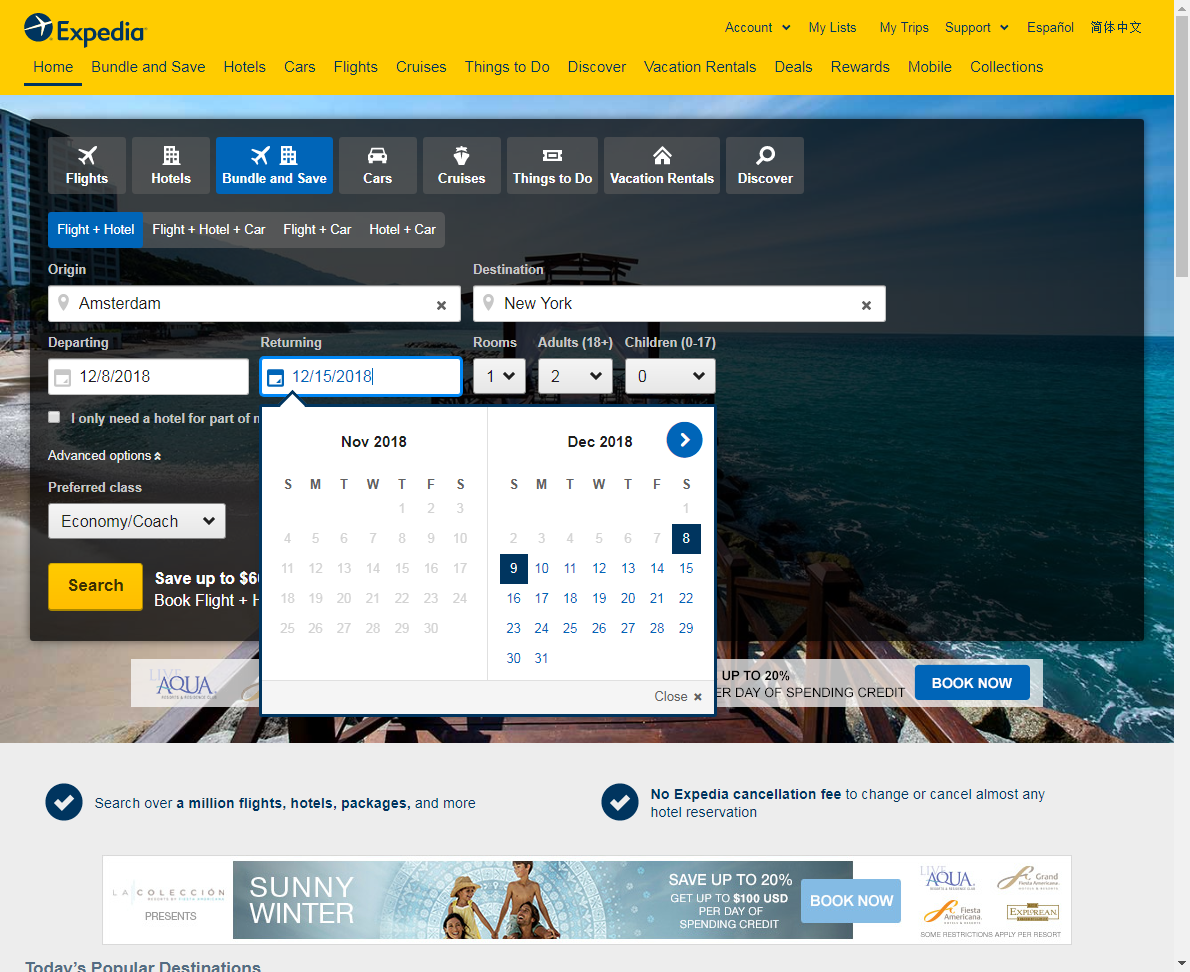 Expedia
Account My Lists My Trips Support Español 简体中文
Home Bundle and Save Hotels Cars Flights Cruises Things to Do Discover Vacation Rentals Deals Rewards Mobile Collections
Flights Hotels Bundle and Save Cars Cruises Things to Do Vacation Rentals Discover
Flight + Hotel Flight + Hotel + Car Flight + Car Hotel + Car
Origin Destination
Amsterdam New York
Departing Returning Rooms Adults (18+) Children (0-17)
12/8/2018 12/15/2018 1 2 0
I only need a hotel for part of
Advanced options
Preferred class
Economy/Coach
Search
Save up to $6
Book Flight +
Nov 2018
S M T W T F S
1 2 3
4 5 6 7 8 9 10
11 12 13 14 15 16 17
18 19 20 21 22 23 24
25 26 27 28 29 30
Dec 2018
S M T W T F S
1
2 3 4 5 6 7 8
9 10 11 12 13 14 15
16 17 18 19 20 21 22
23 24 25 26 27 28 29
30 31
Close
LIVE
AQUA
UP TO 20%
ER DAY OF SPENDING CREDIT
BOOK NOW
Search over a million flights, hotels, packages, and more
No Expedia cancellation fee to change or cancel almost any
hotel reservation
LA COLECCIÓN
RESORTS BY FIESTA AMERICANA
PRESENTS
SUNNY
WINTER
SAVE UP TO 20%
GET UP TO $100 USD
PER DAY OF
SPENDING CREDIT
BOOK NOW
LIVE
AQUA
Grand
Fiesta Americana
Fiesta
Americana
EXPLOREAN
SOME RESTRICTIONS APPLY PER RESORT
Today's Popular Destinations